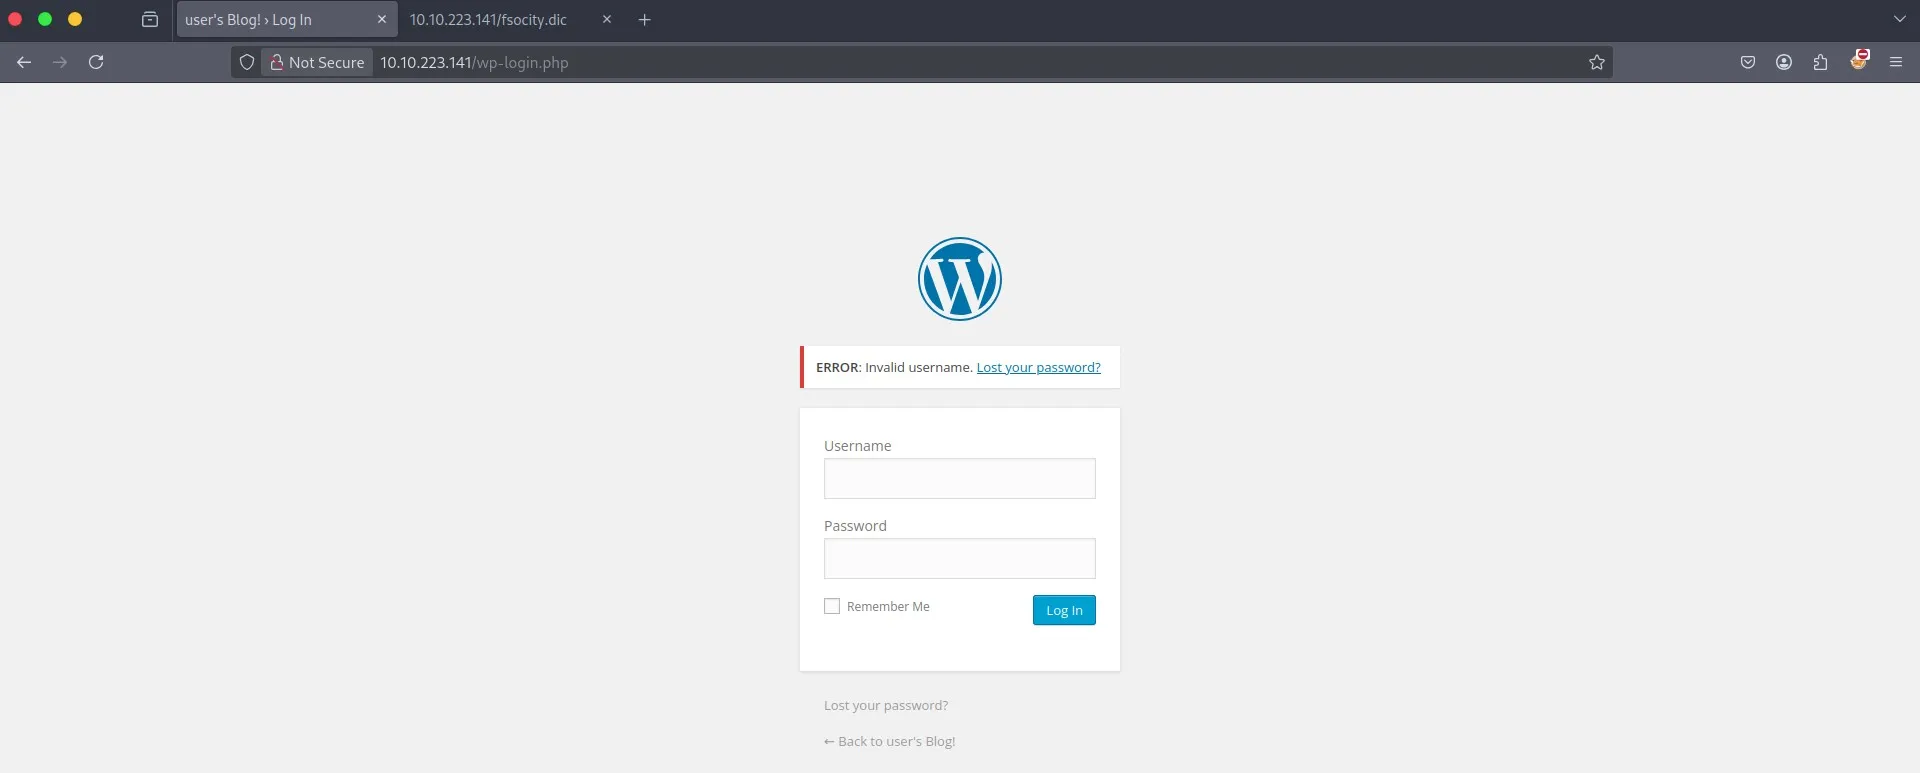 user's Blog! › Log In
10.10.223.141/fsocity.dic
Not Secure
10.10.223.141/wp-login.php
ERROR: Invalid username. Lost your password?
Username
Password
Remember Me
Log In
Lost your password?
← Back to user's Blog!